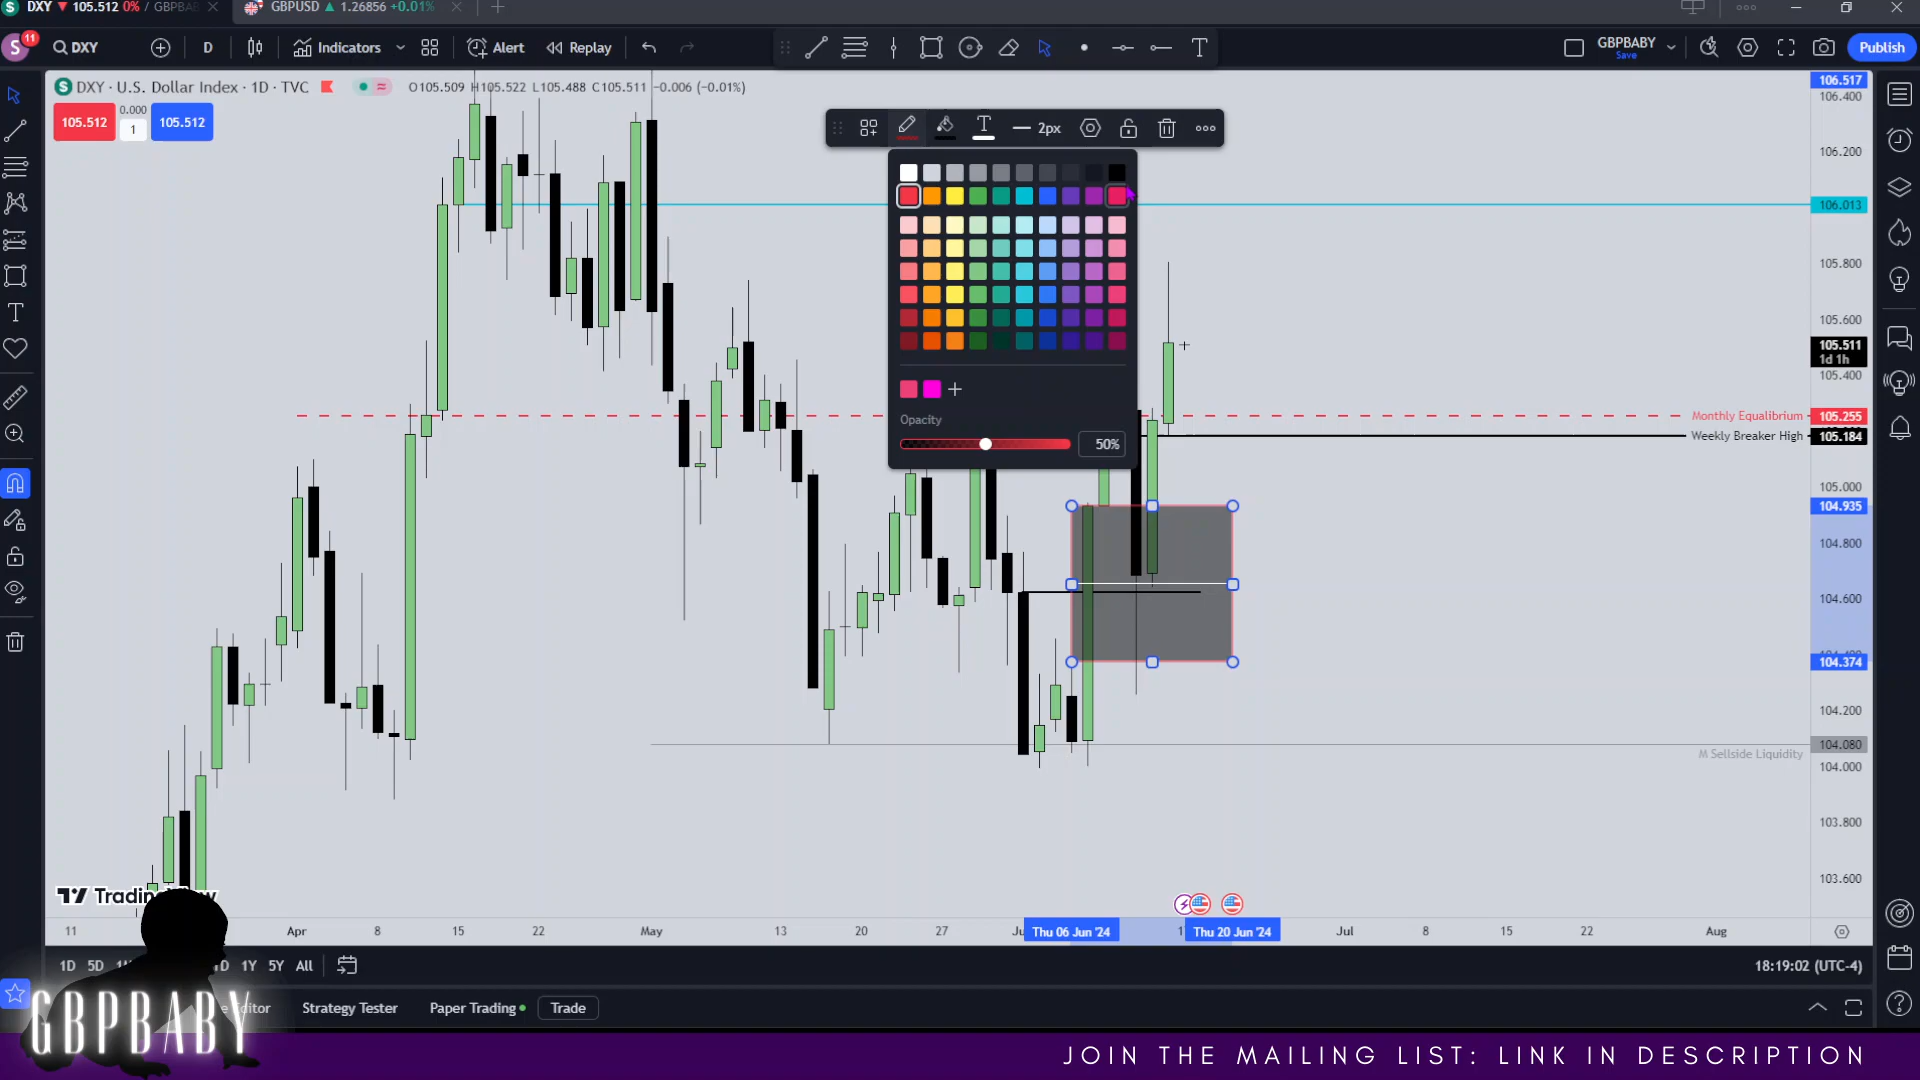 DXY ▼ 105.512 0% / GBPBA
GBPUSD ▲ 1.26856 +0.01%
S 11
DXY
D
Indicators
Alert
Replay
GBPBABY
Save
Publish
DXY · U.S. Dollar Index · 1D · TVC
O105.509 H105.522 L105.488 C105.511 −0.006 (−0.01%)
105.512
0.000
1
105.512
2px
Opacity
50%
106.517
106.400
106.200
106.013
105.800
105.600
105.511
1d 1h
105.400
Monthly Equalibrium 105.255
Weekly Breaker High 105.184
105.000
104.935
104.800
104.600
104.374
104.200
104.080
M Sellside Liquidity
104.000
103.800
103.600
11 Apr 8 15 22 May 13 20 27 Thu 06 Jun '24 Thu 20 Jun '24 Jul 8 15 22 Aug
1D 5D 1Y 5Y All
18:19:02 (UTC-4)
Editor Strategy Tester Paper Trading Trade
GBPBABY
JOIN THE MAILING LIST: LINK IN DESCRIPTION